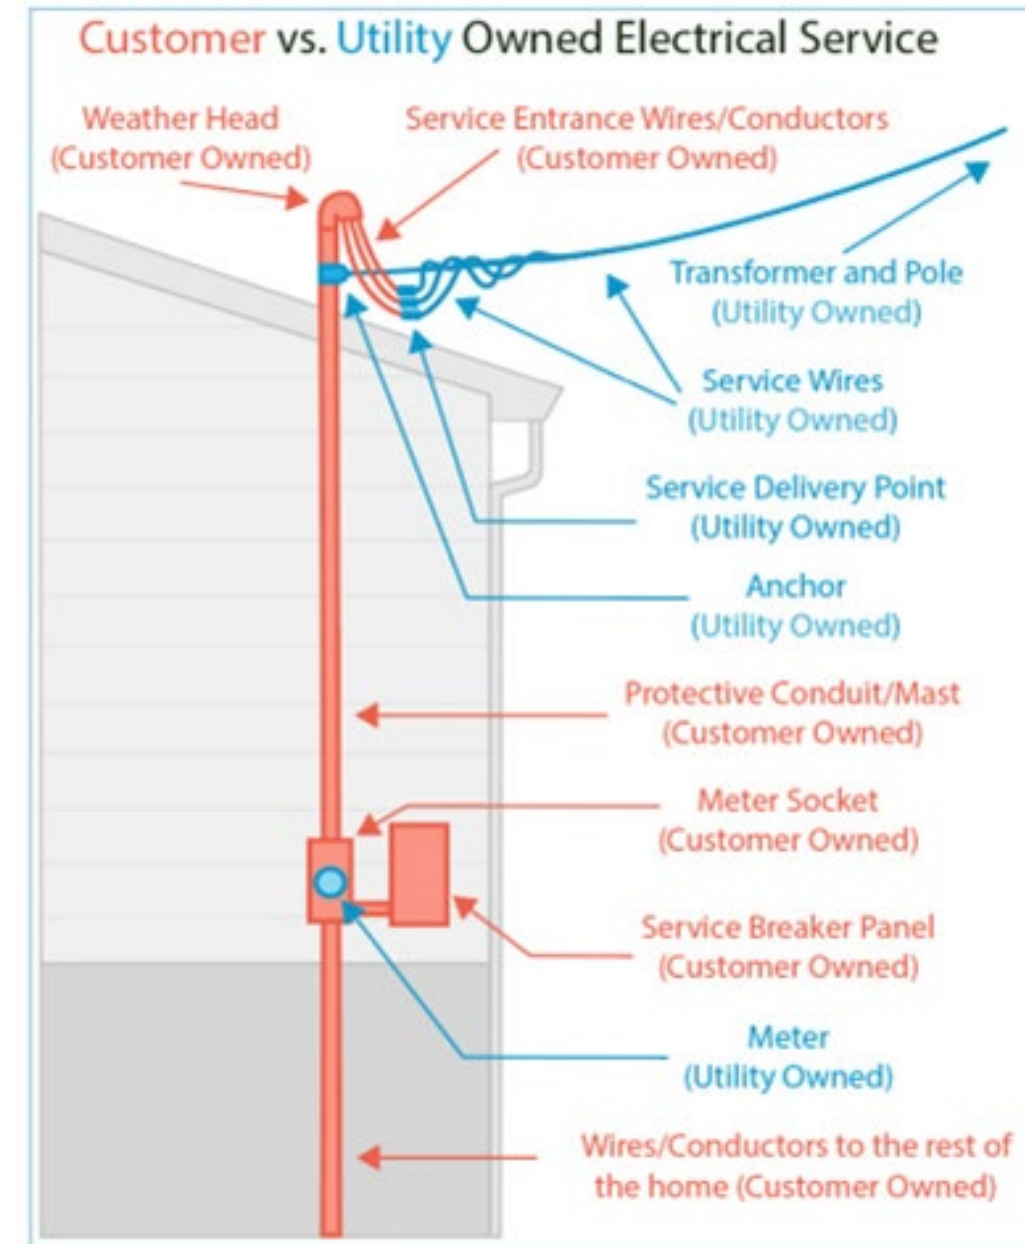 Customer vs. Utility Owned Electrical Service
Weather Head
(Customer Owned)
Service Entrance Wires/Conductors
(Customer Owned)
Transformer and Pole
(Utility Owned)
Service Wires
(Utility Owned)
Service Delivery Point
(Utility Owned)
Anchor
(Utility Owned)
Protective Conduit/Mast
(Customer Owned)
Meter Socket
(Customer Owned)
Service Breaker Panel
(Customer Owned)
Meter
(Utility Owned)
Wires/Conductors to the rest of
the home (Customer Owned)